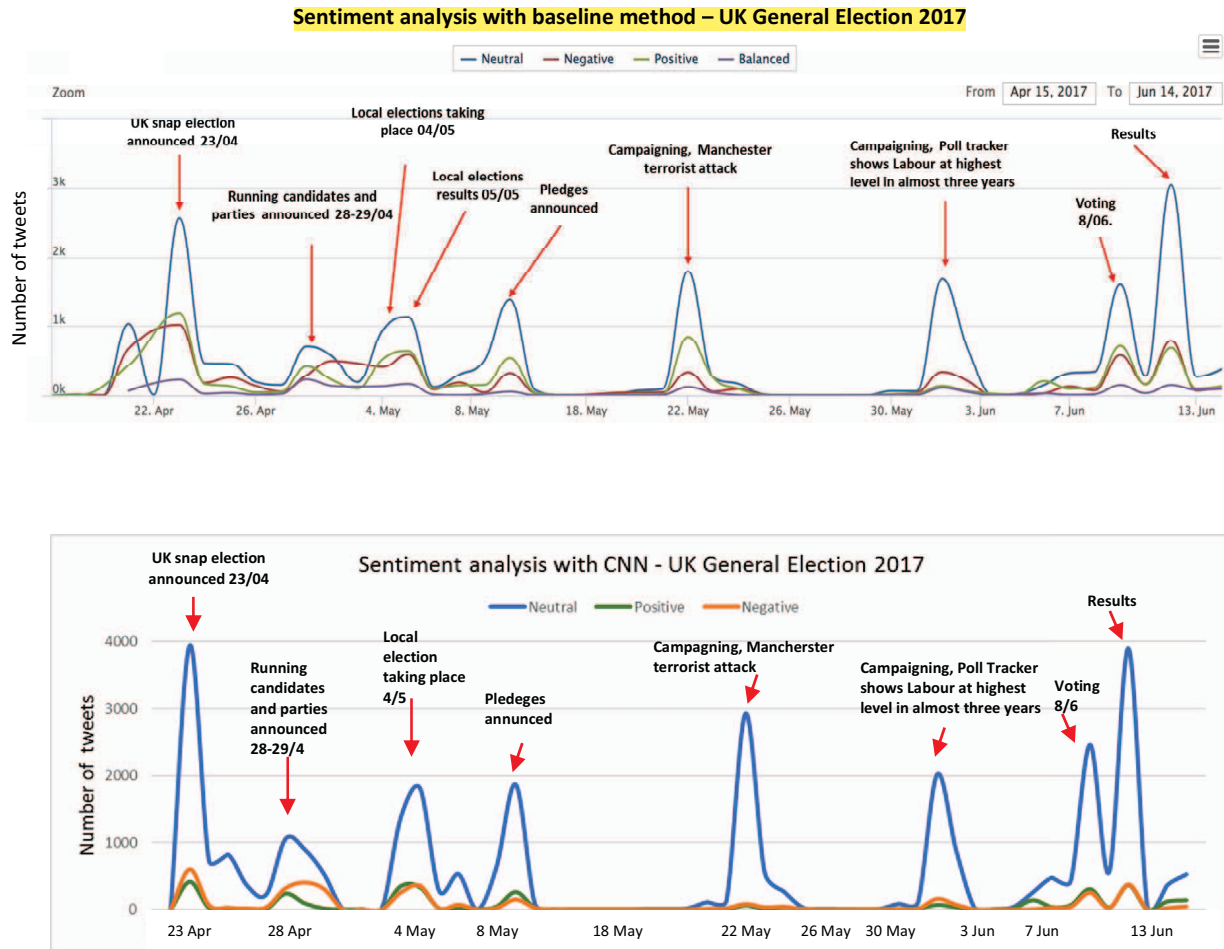 Sentiment analysis with baseline method – UK General Election 2017
Neutral Negative Positive Balanced
Zoom
From Apr 15, 2017 To Jun 14, 2017
UK snap election
announced 23/04
Running candidates and
parties announced 28-29/04
Local elections taking
place 04/05
Local elections
results 05/05
Pledges
announced
Campaigning, Manchester
terrorist attack
Campaigning, Poll tracker
shows Labour at highest
level in almost three years
Voting
8/06.
Results
Number of tweets
3k
2k
1k
0k
22. Apr 26. Apr 4. May 8. May 18. May 22. May 26. May 30. May 3. Jun 7. Jun 13. Jun
Sentiment analysis with CNN - UK General Election 2017
Neutral Positive Negative
UK snap election
announced 23/04
Running
candidates
and parties
announced
28-29/4
Local
election
taking place
4/5
Pledeges
annunced
Campagning, Mancherster
terrorist attack
Campaigning, Poll Tracker
shows Labour at highest
level in almost three years
Voting
8/6
Results
Number of tweets
4000
3000
2000
1000
0
23 Apr 28 Apr 4 May 8 May 18 May 22 May 26 May 30 May 3 Jun 7 Jun 13 Jun